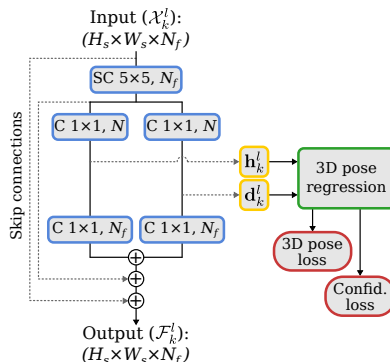 Input (𝒳ₖˡ):
(Hₛ×Wₛ×N_f)
SC 5×5, N_f
C 1×1, N
C 1×1, N
Skip connections
hₖˡ
dₖˡ
3D pose
regression
C 1×1, N_f
C 1×1, N_f
3D pose
loss
Confid.
loss
Output (ℱₖˡ):
(Hₛ×Wₛ×N_f)